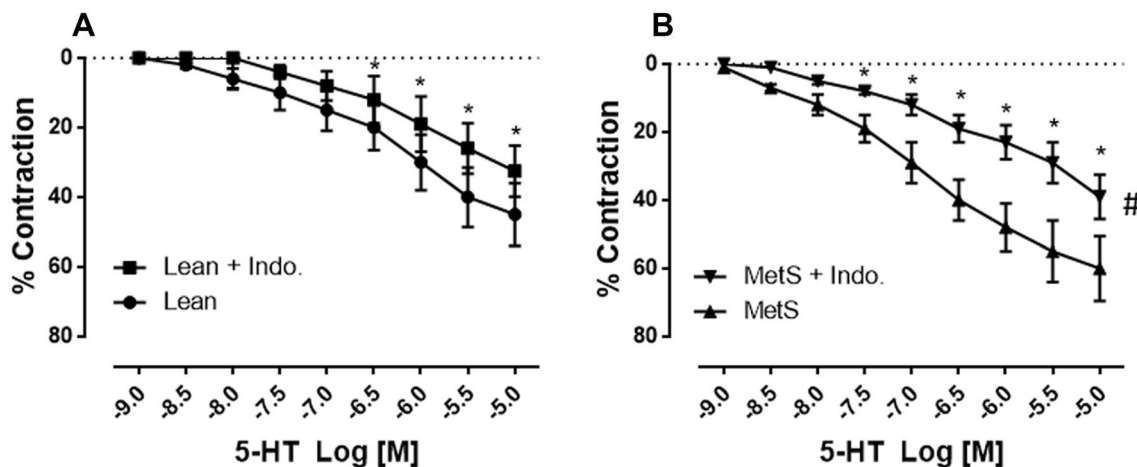 A
% Contraction
0
20
40
60
80
* * * *
Lean + Indo.
Lean
-9.0 -8.5 -8.0 -7.5 -7.0 -6.5 -6.0 -5.5 -5.0
5-HT Log [M]
B
% Contraction
0
20
40
60
80
* * * * * *
#
MetS + Indo.
MetS
-9.0 -8.5 -8.0 -7.5 -7.0 -6.5 -6.0 -5.5 -5.0
5-HT Log [M]